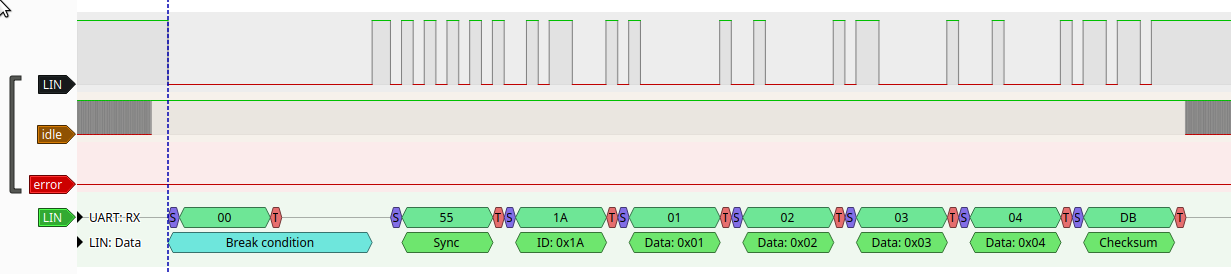 LIN
idle
error
LIN UART: RX S 00 T S 55 T S 1A T S 01 T S 02 T S 03 T S 04 T S DB T
LIN: Data Break condition Sync ID: 0x1A Data: 0x01 Data: 0x02 Data: 0x03 Data: 0x04 Checksum